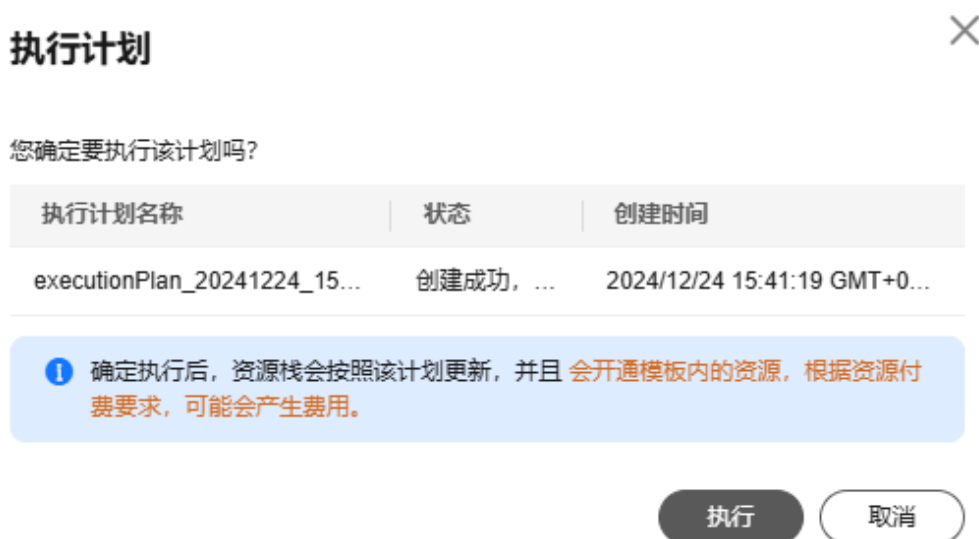 执行计划
您确定要执行该计划吗?
执行计划名称 状态 创建时间
executionPlan_20241224_15... 创建成功，... 2024/12/24 15:41:19 GMT+0...
确定执行后，资源栈会按照该计划更新，并且 会开通模板内的资源，根据资源付
费要求，可能会产生费用。
执行 取消